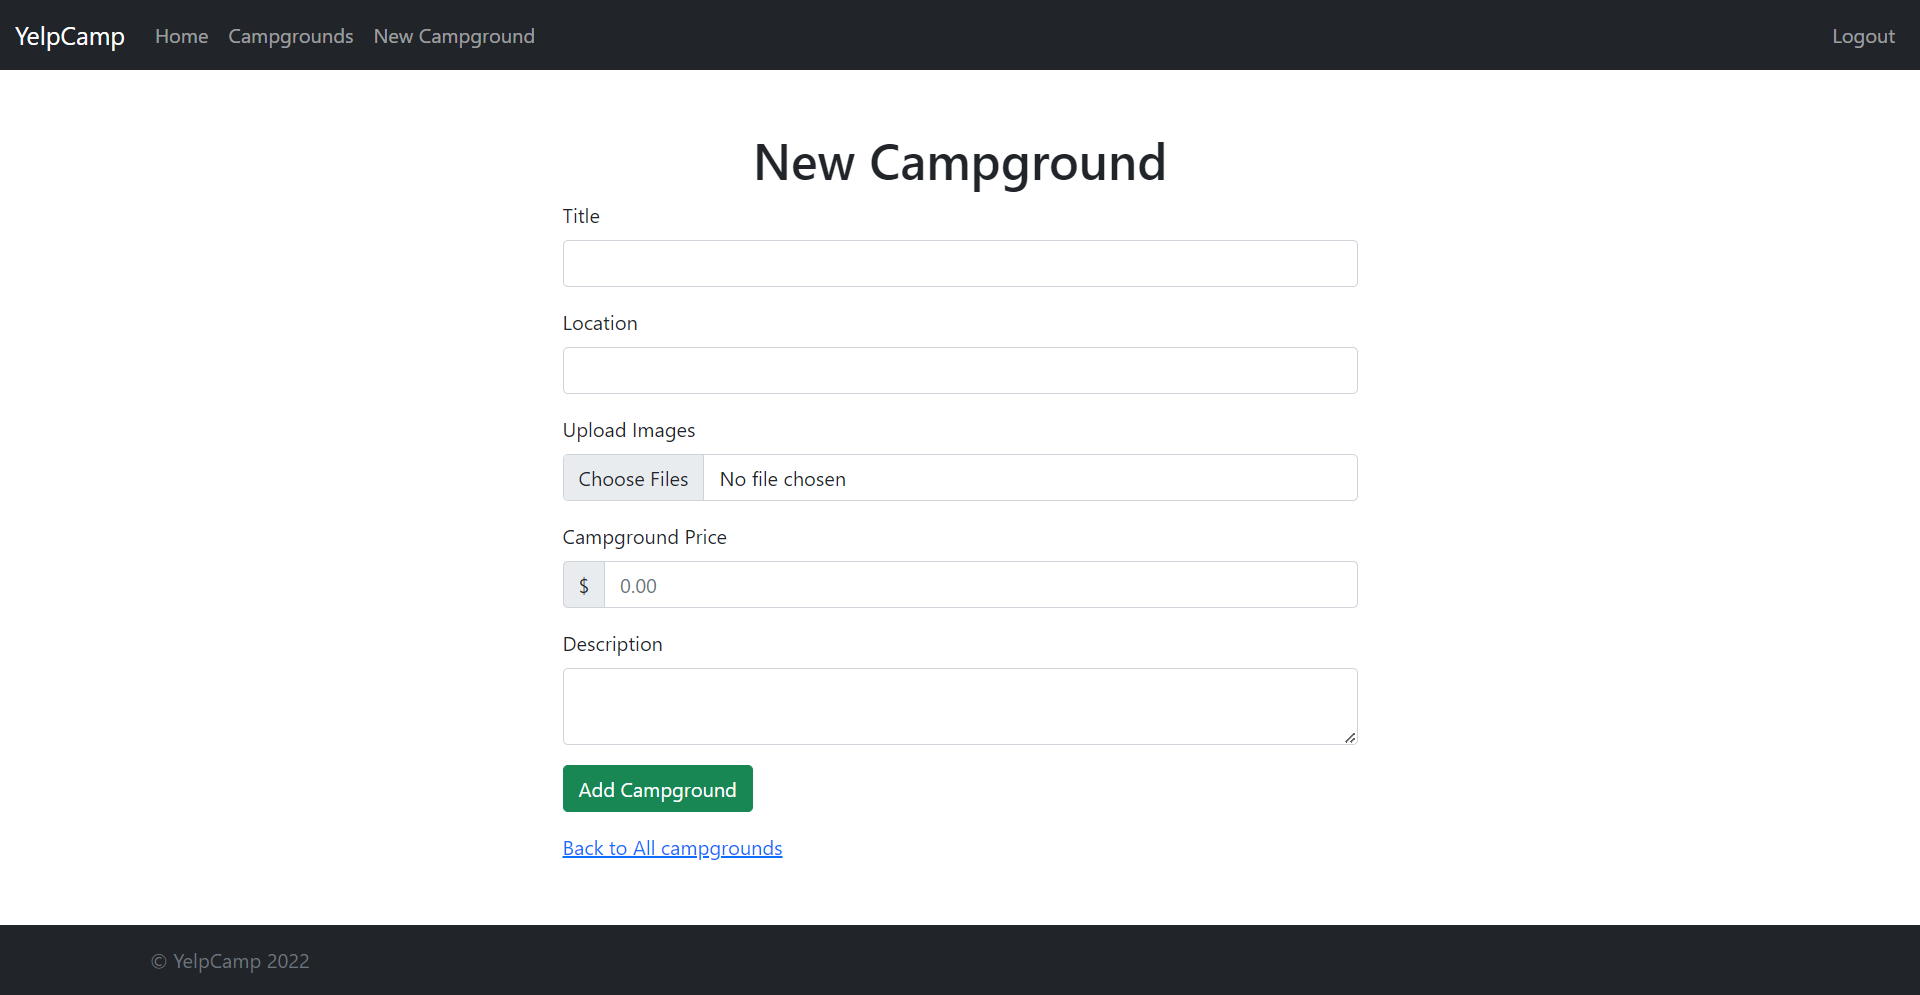 YelpCamp Home Campgrounds New Campground Logout
New Campground
Title
Location
Upload Images
Choose Files No file chosen
Campground Price
$ 0.00
Description
Add Campground
Back to All campgrounds
© YelpCamp 2022